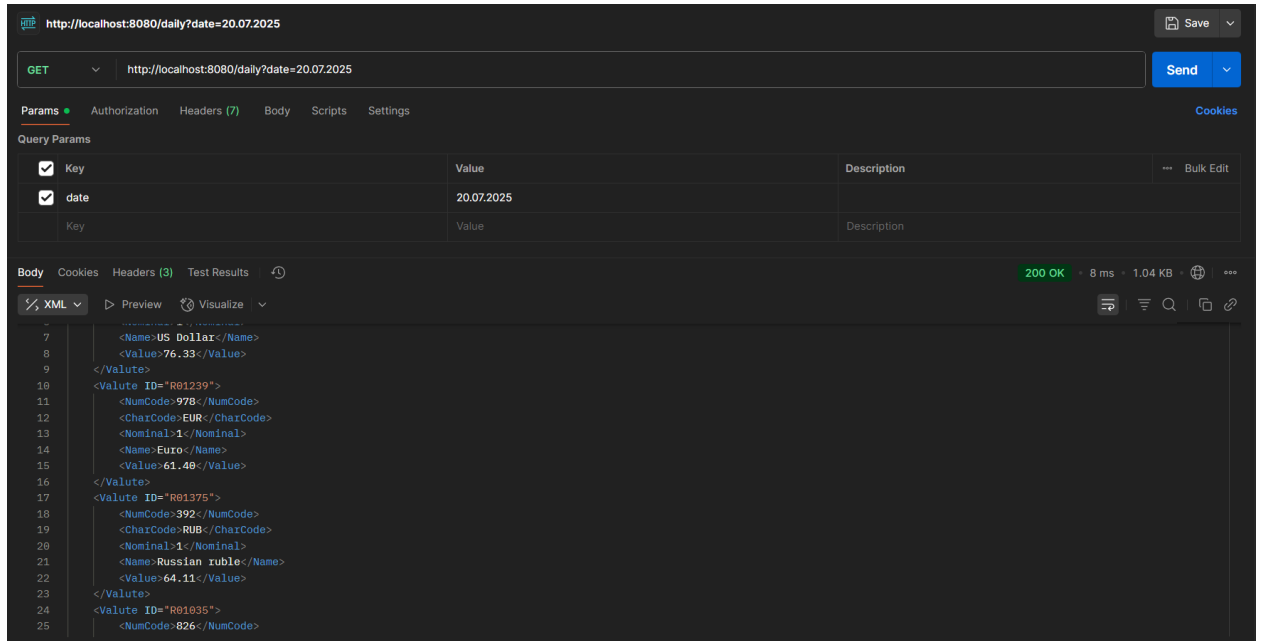 HTTP http://localhost:8080/daily?date=20.07.2025 Save
GET http://localhost:8080/daily?date=20.07.2025 Send
Params Authorization Headers (7) Body Scripts Settings Cookies
Query Params
Key Value Description Bulk Edit
date 20.07.2025
Key Value Description
Body Cookies Headers (3) Test Results 200 OK 8 ms 1.04 KB
XML Preview Visualize
7 <Name>US Dollar</Name>
8 <Value>76.33</Value>
9 </Valute>
10 <Valute ID="R01239">
11 <NumCode>978</NumCode>
12 <CharCode>EUR</CharCode>
13 <Nominal>1</Nominal>
14 <Name>Euro</Name>
15 <Value>61.40</Value>
16 </Valute>
17 <Valute ID="R01375">
18 <NumCode>392</NumCode>
19 <CharCode>RUB</CharCode>
20 <Nominal>1</Nominal>
21 <Name>Russian ruble</Name>
22 <Value>64.11</Value>
23 </Valute>
24 <Valute ID="R01035">
25 <NumCode>826</NumCode>